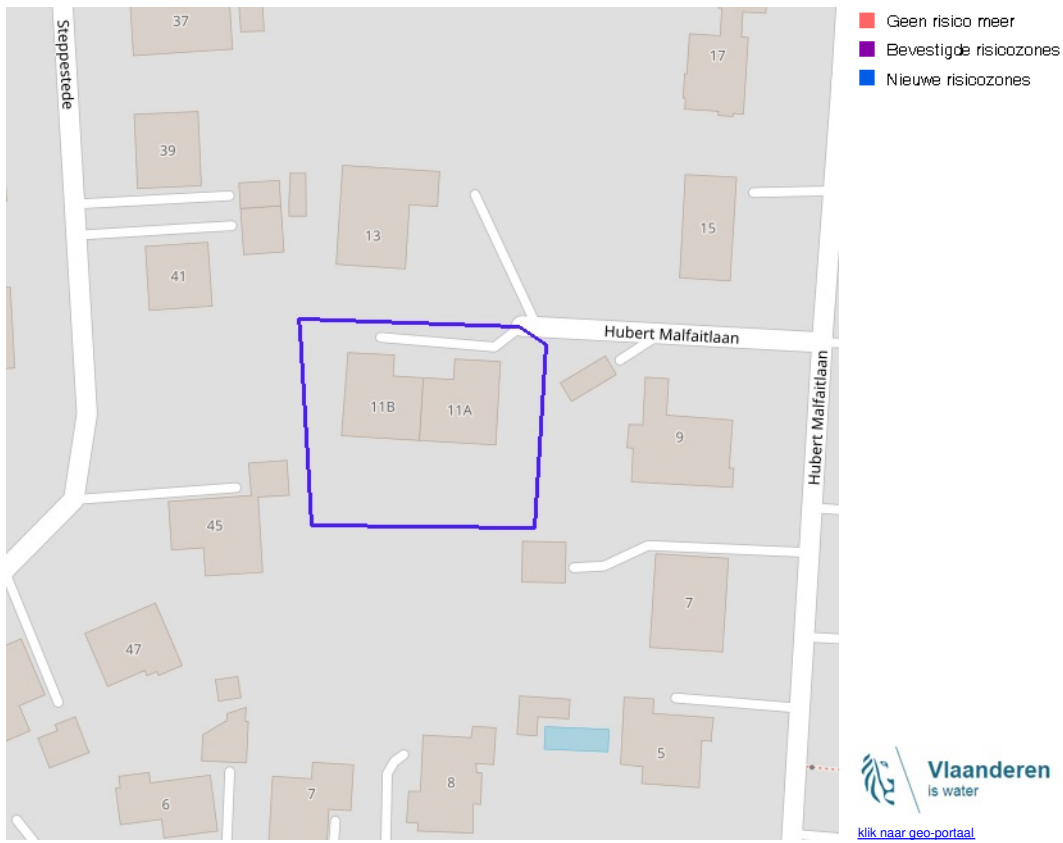 37
17
Geen risico meer
Bevestigde risicozones
Nieuwe risicozones
Steppestede
39
13
15
41
Hubert Malfaitlaan
Hubert Malfaitlaan
11B
11A
9
45
7
47
5
6
7
8
Vlaanderen
is water
klik naar geo-portaal